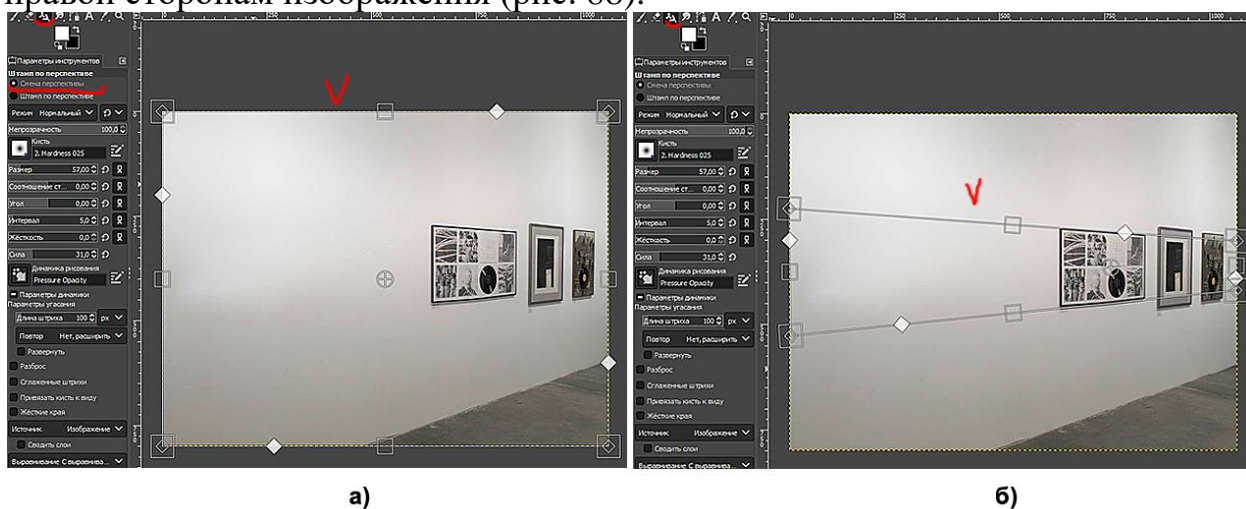 правой сторонам изображения (рис. 68).
0 250 500 750 1000
Параметры инструментов
Штамп по перспективе
Смена перспективы
Штамп по перспективе
Режим Нормальный
Непрозрачность 100,0
Кисть
2. Hardness 025
Размер 57,00
Соотношение ст... 0,00
Угол 0,00
Интервал 5,0
Жёсткость 0,0
Сила 31,0
Динамика рисования
Pressure Opacity
Параметры динамики
Параметры угасания
Длина штриха 100 px
Повтор Нет, расширить
Развернуть
Разброс
Сглаженные штрихи
Привязать кисть к виду
Жёсткие края
Источник Изображение
Сводить слои
Выравнивание С выравнива...
а)
0 250 500 750 1000
Параметры инструментов
Штамп по перспективе
Смена перспективы
Штамп по перспективе
Режим Нормальный
Непрозрачность 100,0
Кисть
2. Hardness 025
Размер 57,00
Соотношение ст... 0,00
Угол 0,00
Интервал 5,0
Жёсткость 0,0
Сила 31,0
Динамика рисования
Pressure Opacity
Параметры динамики
Параметры угасания
Длина штриха 100 px
Повтор Нет, расширить
Развернуть
Разброс
Сглаженные штрихи
Привязать кисть к виду
Жёсткие края
Источник Изображение
Сводить слои
Выравнивание С выравнива...
б)